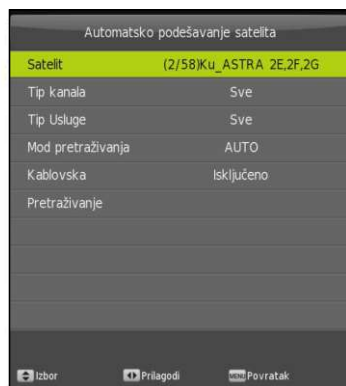 Automatsko podešavanje satelita
Satelit (2/58)Ku_ASTRA 2E,2F,2G
Tip kanala Sve
Tip Usluge Sve
Mod pretraživanja AUTO
Kablovska Isključeno
Pretraživanje
Izbor Prilagodi MENU Povratak